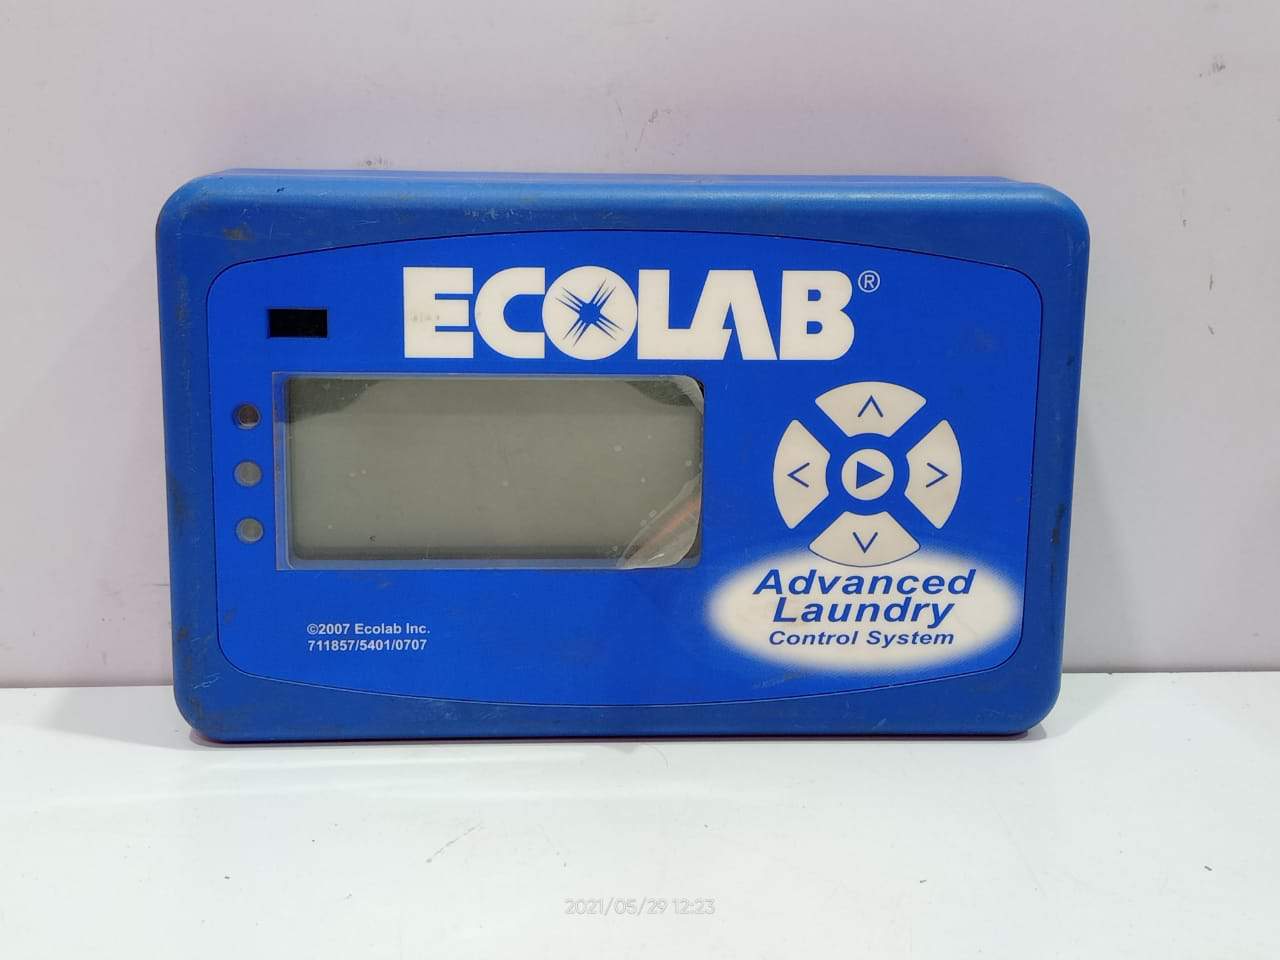 ECOLAB®
Advanced
Laundry
Control System
©2007 Ecolab Inc.
711857/5401/0707
2021/05/29 12:23